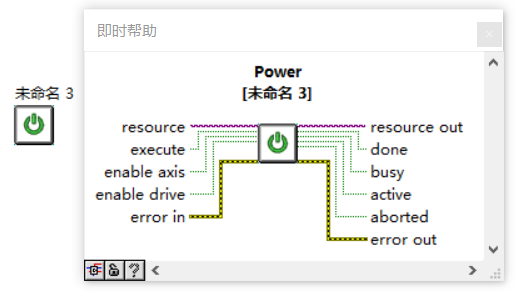 即时帮助
未命名 3
Power
[未命名 3]
resource
resource out
execute
done
enable axis
busy
enable drive
active
error in
aborted
error out